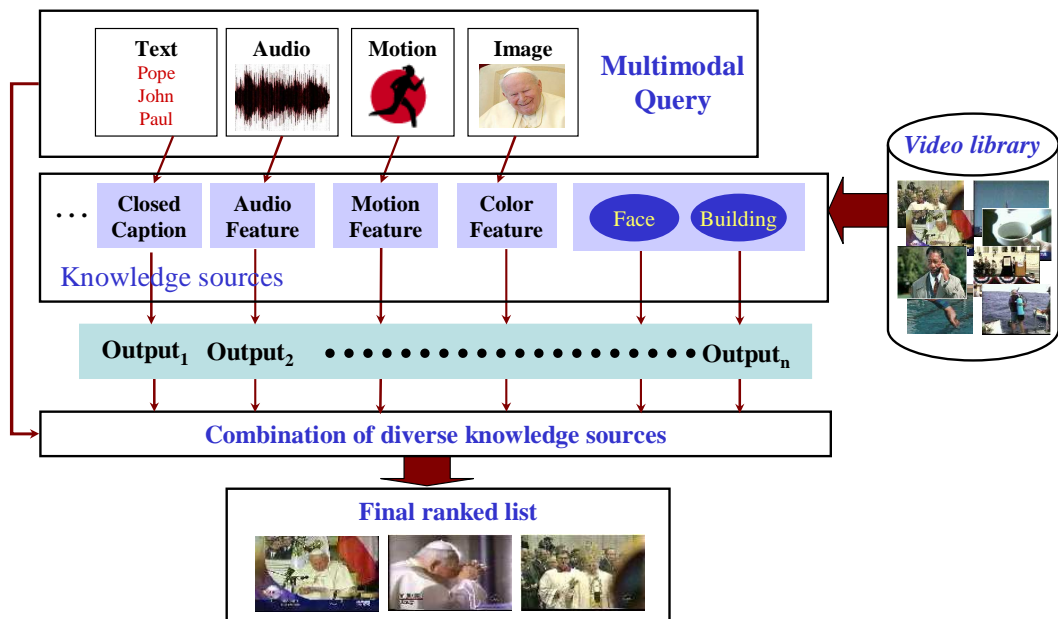 Text
Pope
John
Paul
Audio
Motion
Image
Multimodal
Query
Video library
...
Closed
Caption
Audio
Feature
Motion
Feature
Color
Feature
Face
Building
Knowledge sources
Output1
Output2
Outputn
Combination of diverse knowledge sources
Final ranked list